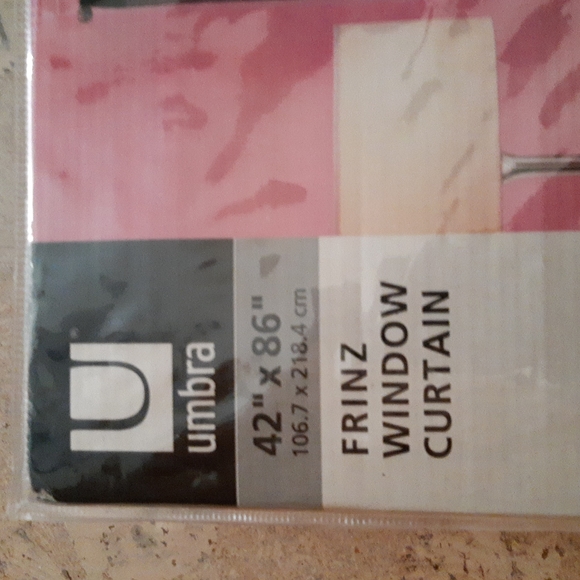 umbra
42" x 86"
106.7 x 218.4 cm
FRINZ
WINDOW
CURTAIN